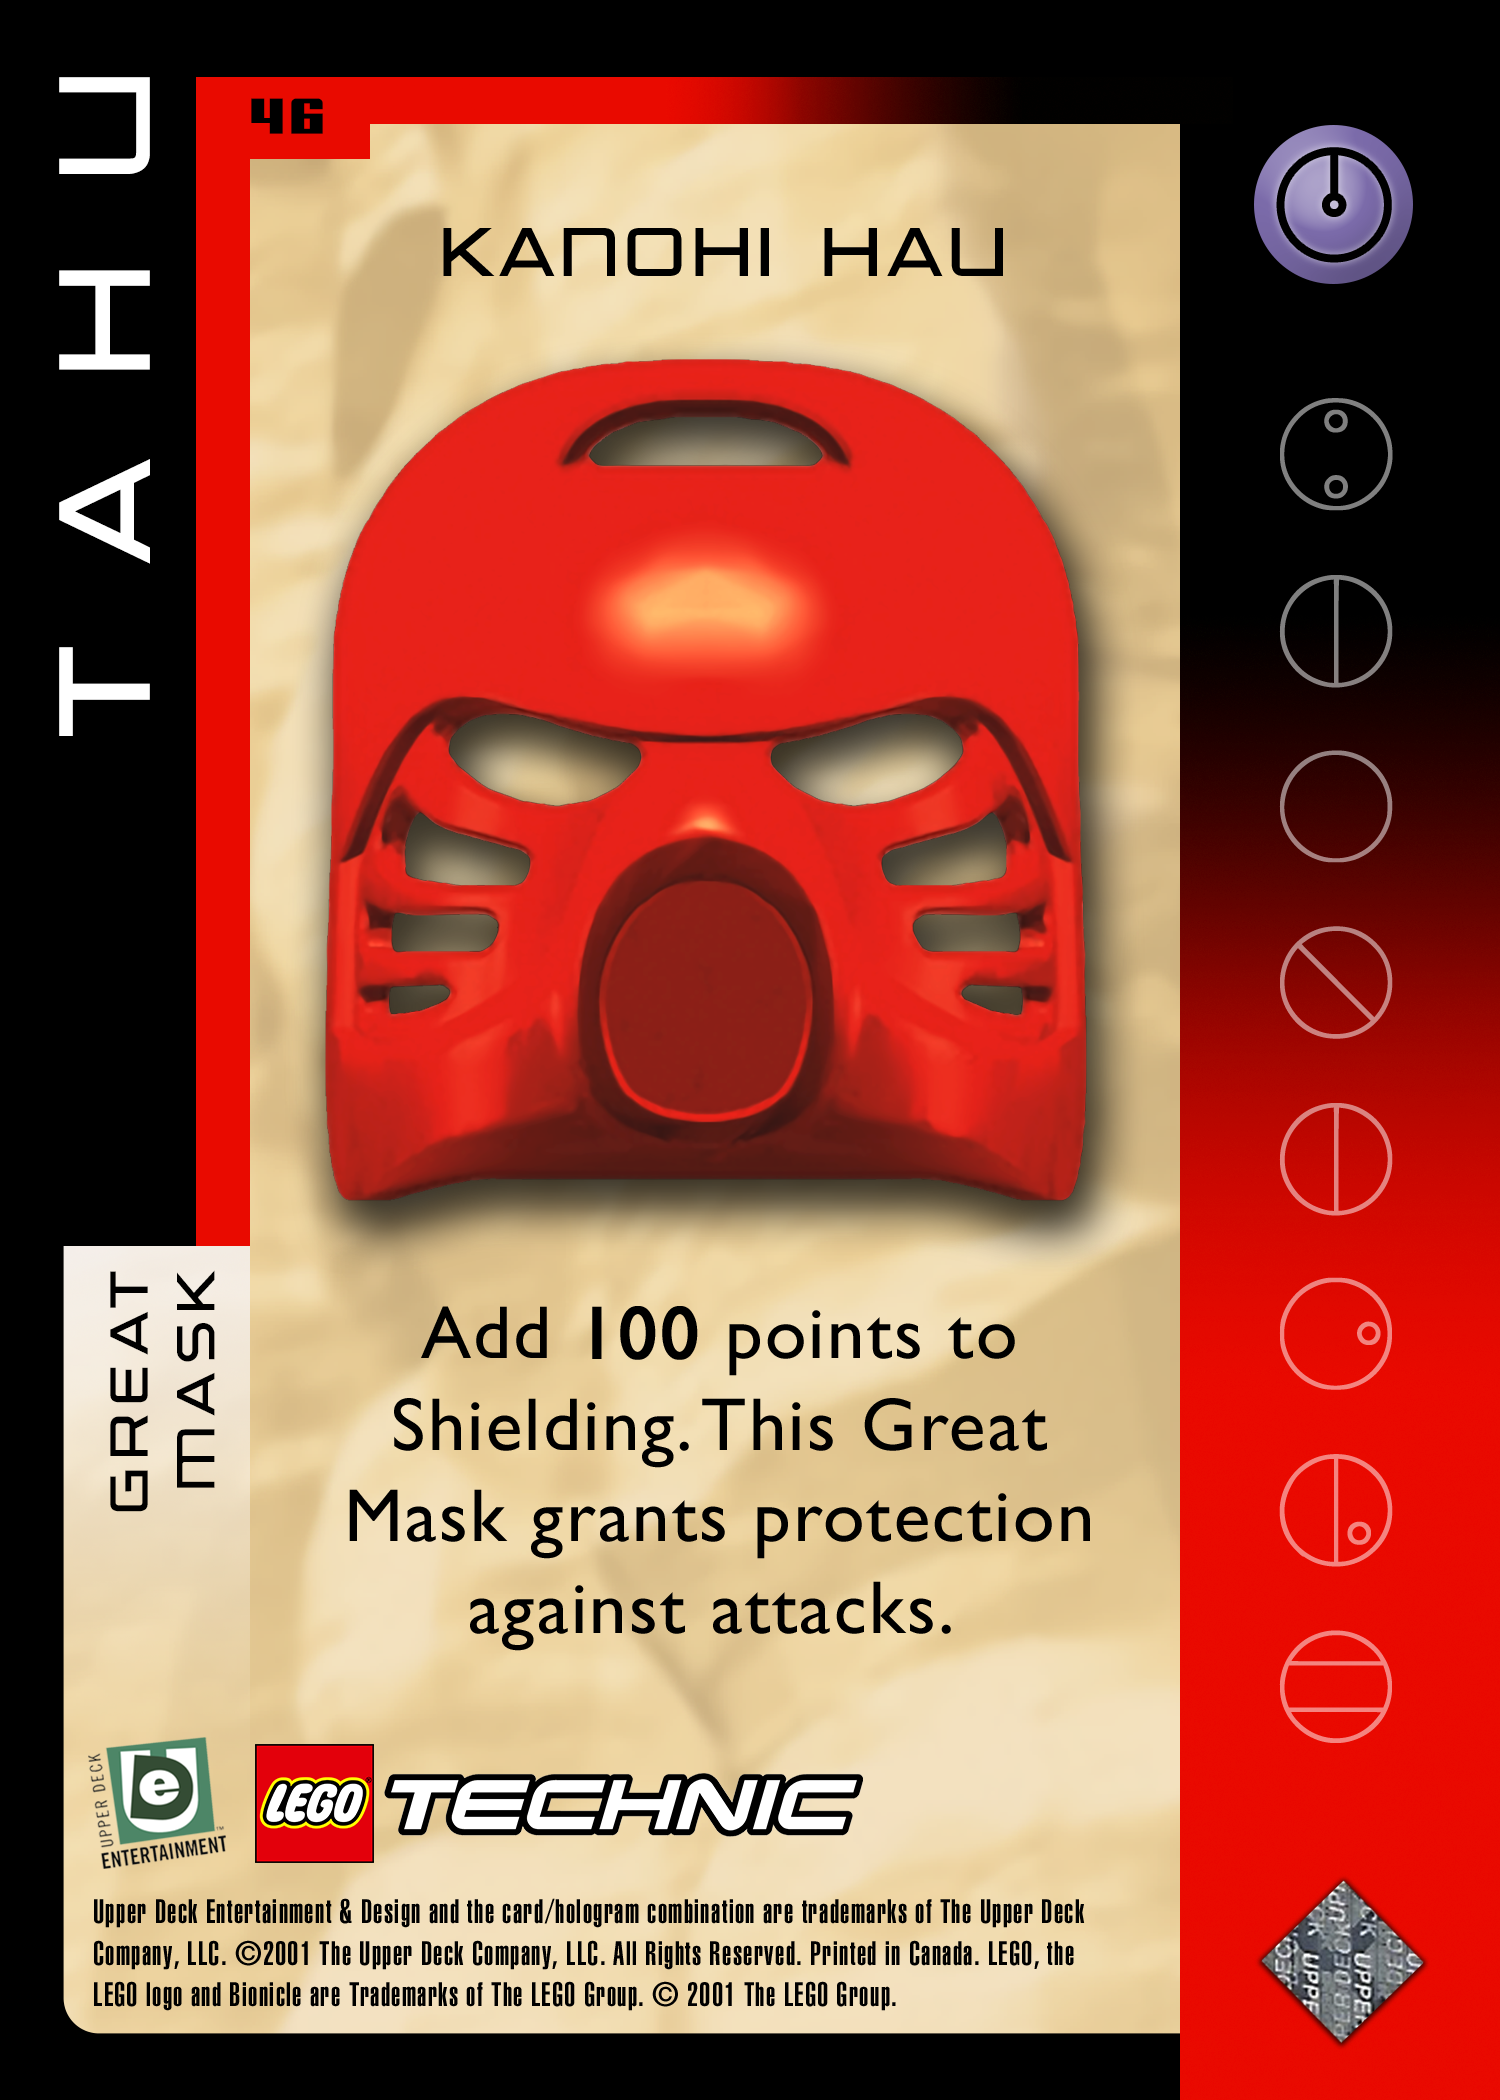 TAHU
46
KANOHI HAU
GREAT
MASK
Add 100 points to
Shielding. This Great
Mask grants protection
against attacks.
UPPER DECK
UDe
ENTERTAINMENT™
LEGO
TECHNIC
Upper Deck Entertainment & Design and the card/hologram combination are trademarks of The Upper Deck
Company, LLC. ©2001 The Upper Deck Company, LLC. All Rights Reserved. Printed in Canada. LEGO, the
LEGO logo and Bionicle are Trademarks of The LEGO Group. © 2001 The LEGO Group.